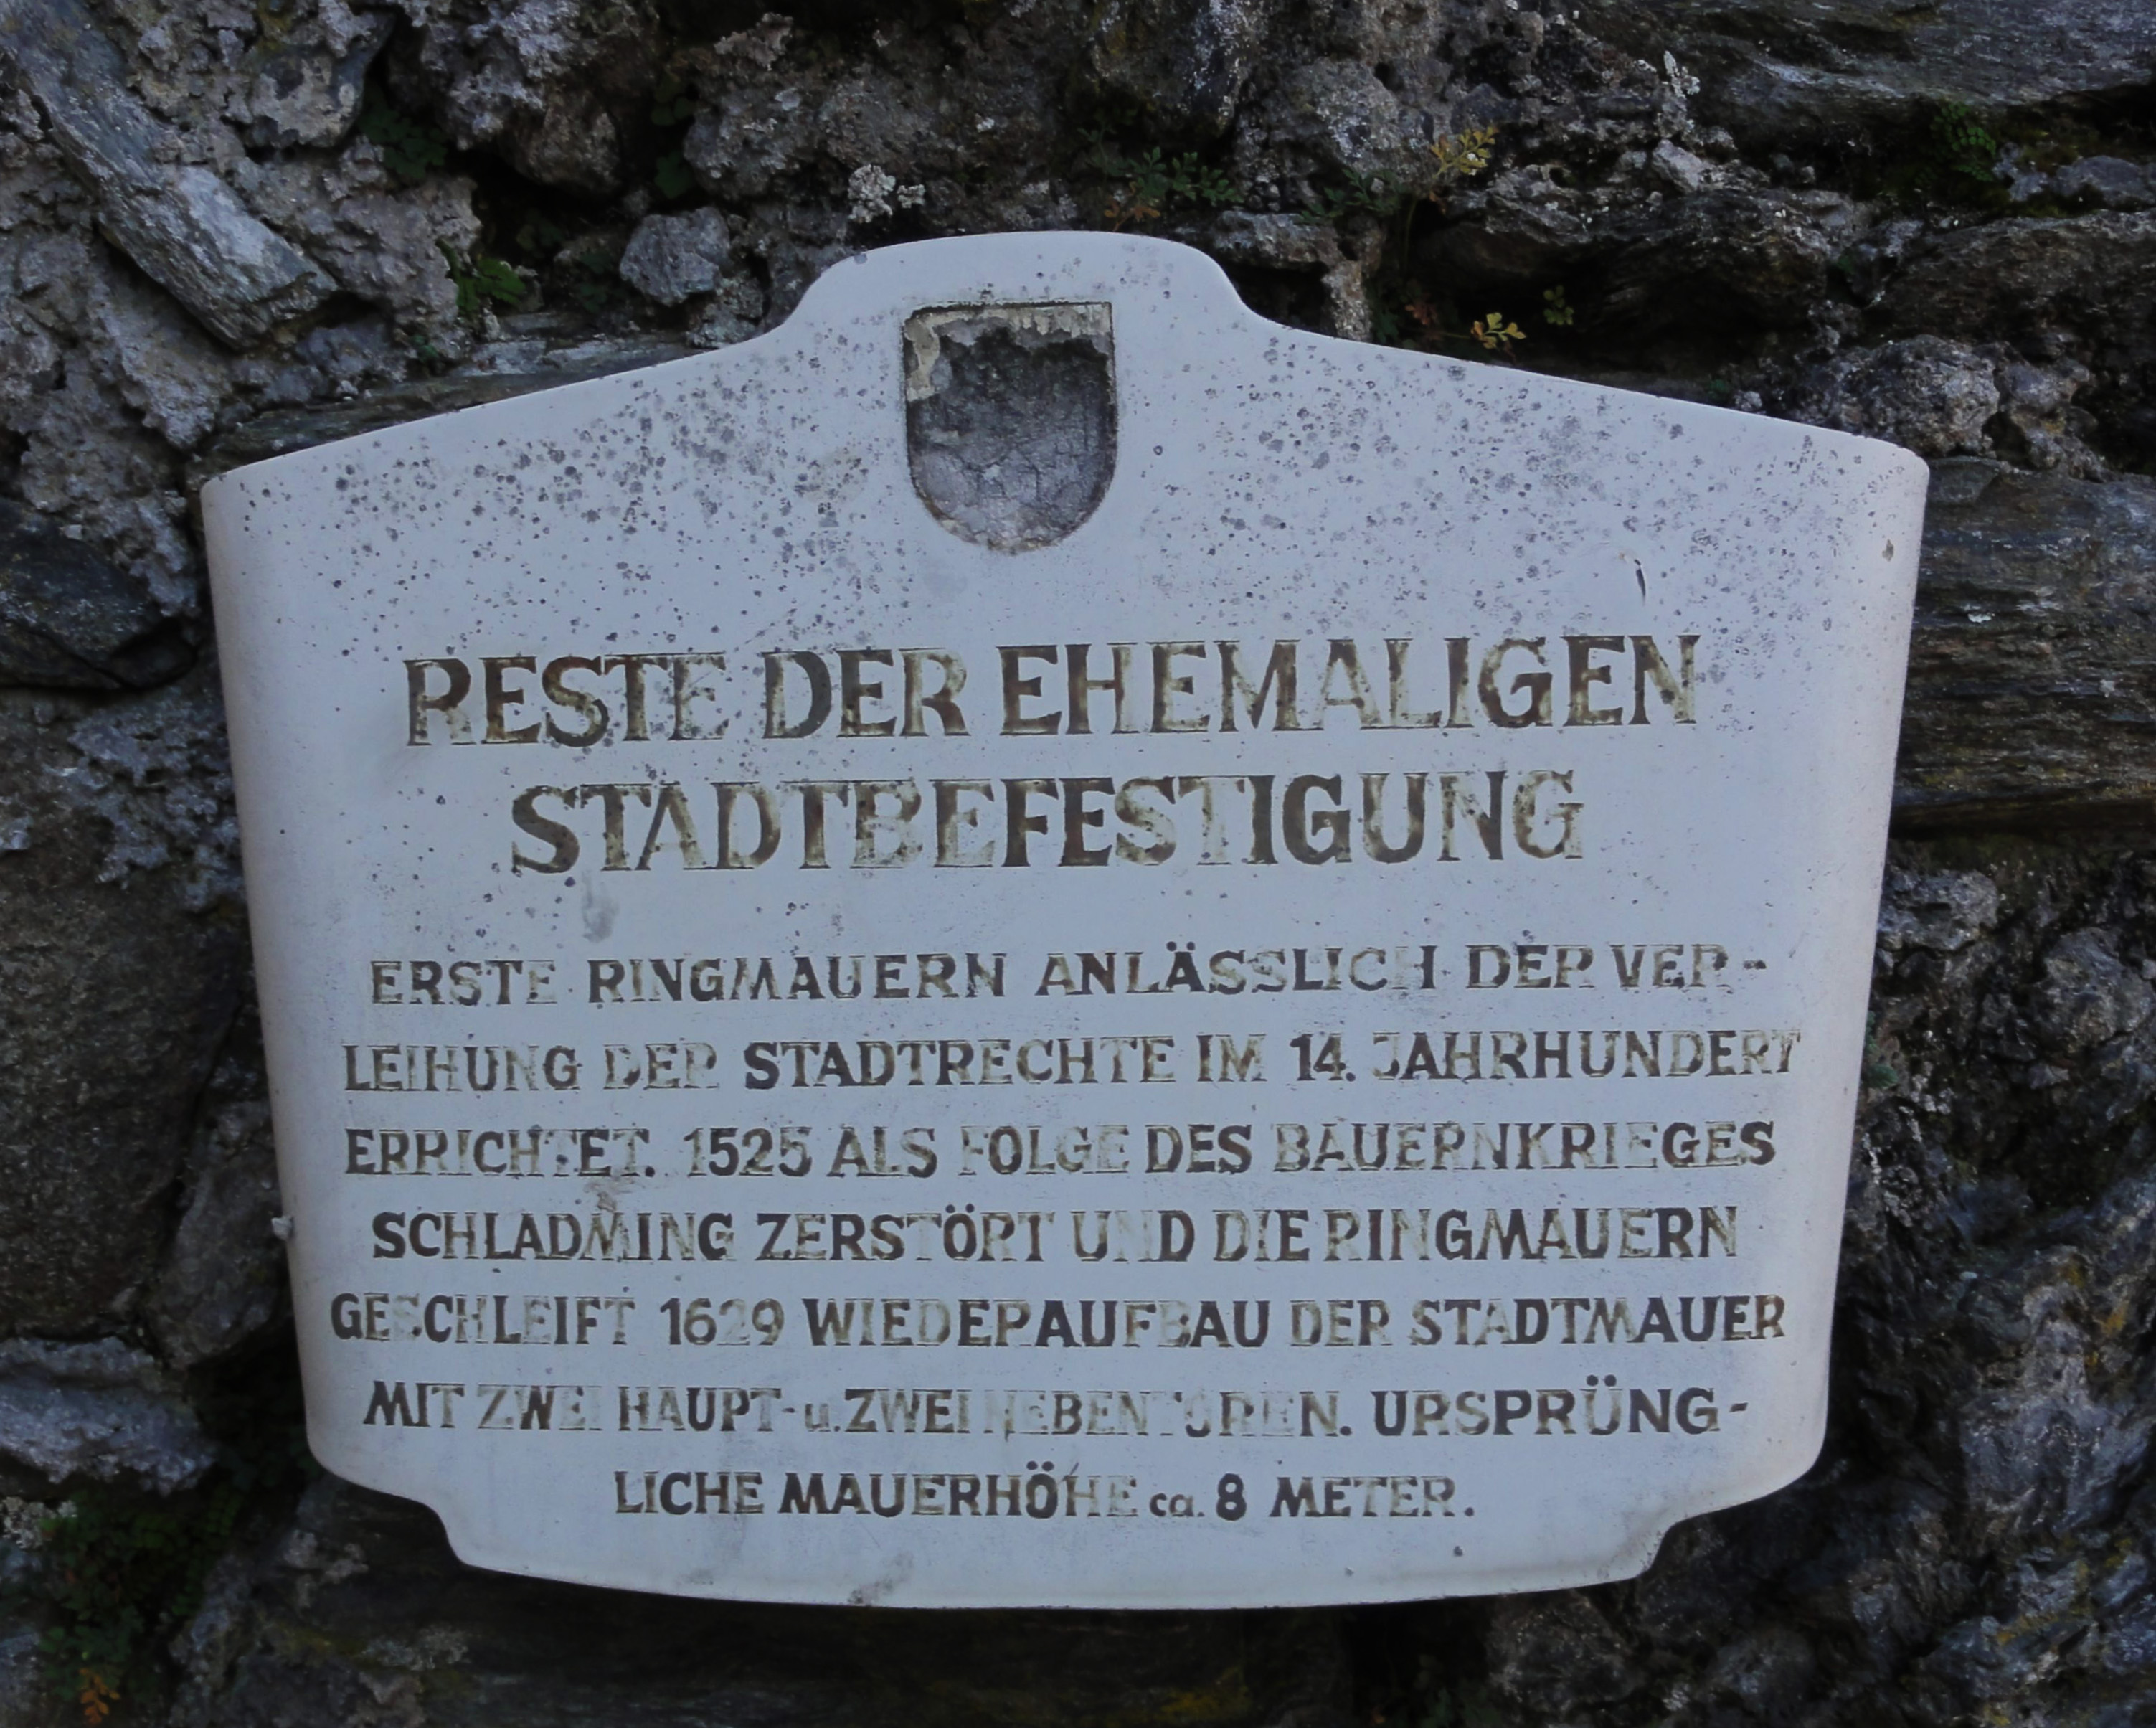 RESTE DER EHEMALIGEN
STADTBEFESTIGUNG
ERSTE RINGMAUERN ANLÄSSLICH DER VER-
LEIHUNG DER STADTRECHTE IM 14. JAHRHUNDERT
ERRICHTET. 1525 ALS FOLGE DES BAUERNKRIEGES
SCHLADMING ZERSTÖRT UND DIE RINGMAUERN
GESCHLEIFT 1629 WIEDERAUFBAU DER STADTMAUER
MIT ZWEI HAUPT- u. ZWEI NEBENTOREN. URSPRÜNG-
LICHE MAUERHÖHE ca. 8 METER.